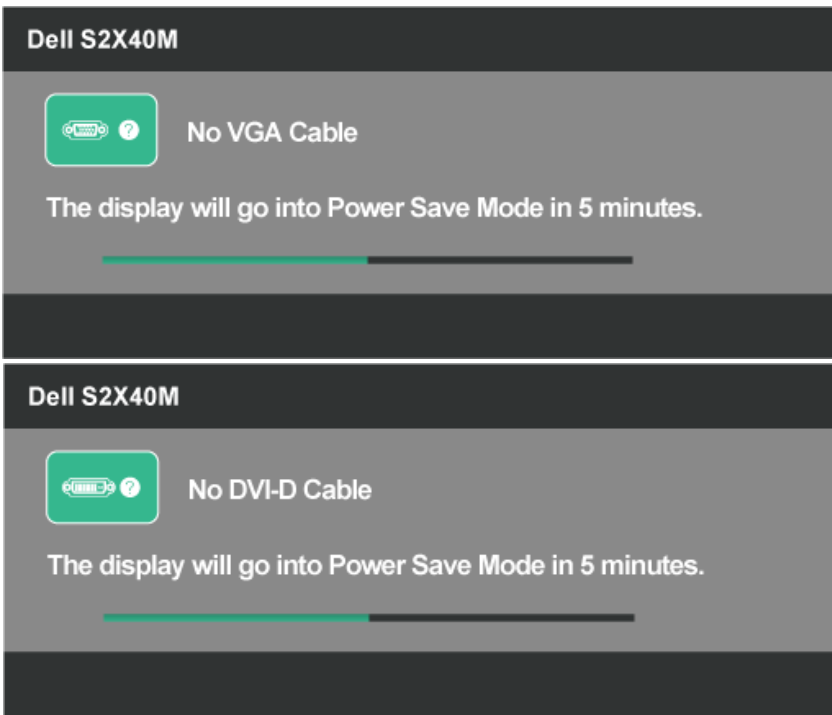 Dell S2X40M
? No VGA Cable
The display will go into Power Save Mode in 5 minutes.
Dell S2X40M
? No DVI-D Cable
The display will go into Power Save Mode in 5 minutes.